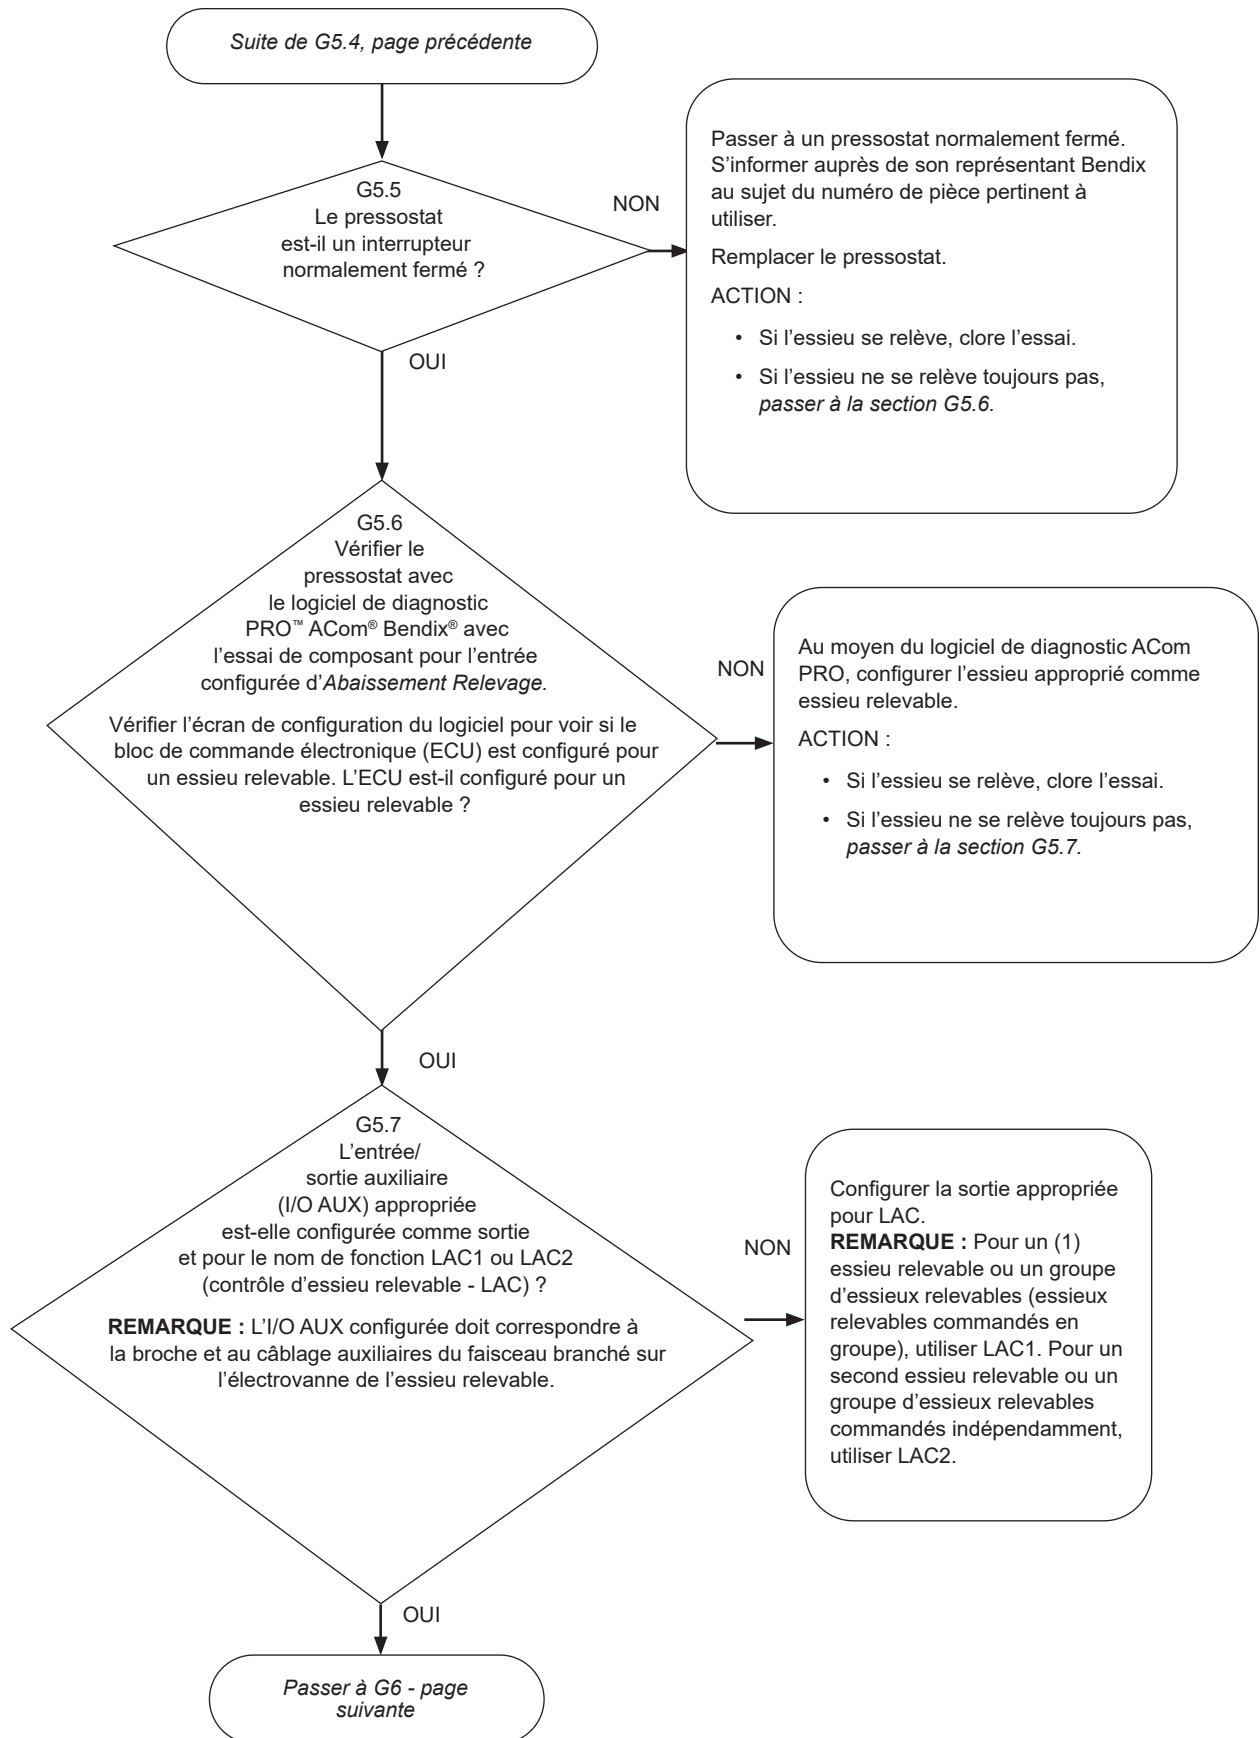 Suite de G5.4, page précédente
G5.5
Le pressostat
est-il un interrupteur
normalement fermé ?
NON
Passer à un pressostat normalement fermé.
S’informer auprès de son représentant Bendix
au sujet du numéro de pièce pertinent à
utiliser.
Remplacer le pressostat.
ACTION :
• Si l’essieu se relève, clore l’essai.
• Si l’essieu ne se relève toujours pas,
passer à la section G5.6.
OUI
G5.6
Vérifier le
pressostat avec
le logiciel de diagnostic
PRO™ ACom® Bendix® avec
l’essai de composant pour l’entrée
configurée d’Abaissement Relevage.
Vérifier l’écran de configuration du logiciel pour voir si le
bloc de commande électronique (ECU) est configuré pour
un essieu relevable. L’ECU est-il configuré pour un
essieu relevable ?
NON
Au moyen du logiciel de diagnostic ACom
PRO, configurer l’essieu approprié comme
essieu relevable.
ACTION :
• Si l’essieu se relève, clore l’essai.
• Si l’essieu ne se relève toujours pas,
passer à la section G5.7.
OUI
G5.7
L’entrée/
sortie auxiliaire
(I/O AUX) appropriée
est-elle configurée comme sortie
et pour le nom de fonction LAC1 ou LAC2
(contrôle d’essieu relevable - LAC) ?
REMARQUE : L’I/O AUX configurée doit correspondre à
la broche et au câblage auxiliaires du faisceau branché sur
l’électrovanne de l’essieu relevable.
NON
Configurer la sortie appropriée
pour LAC.
REMARQUE : Pour un (1)
essieu relevable ou un groupe
d’essieux relevables (essieux
relevables commandés en
groupe), utiliser LAC1. Pour un
second essieu relevable ou un
groupe d’essieux relevables
commandés indépendamment,
utiliser LAC2.
OUI
Passer à G6 - page
suivante